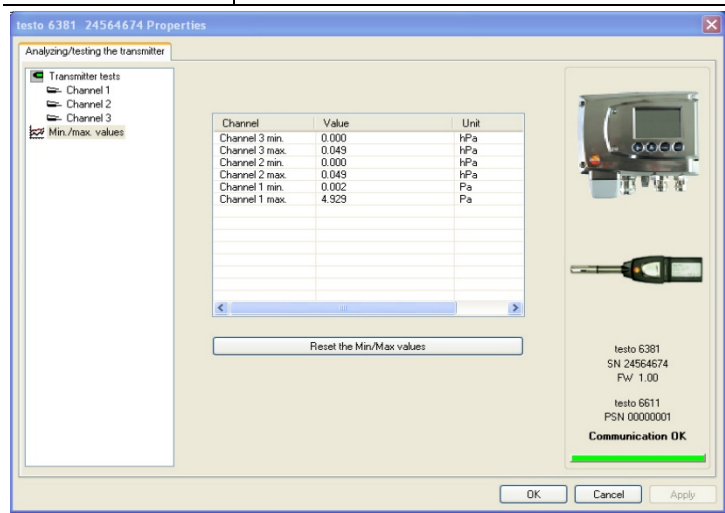 testo 6381 24564674 Properties
Analyzing/testing the transmitter
Transmitter tests
Channel 1
Channel 2
Channel 3
Min./max. values
Channel Value Unit
Channel 3 min. 0.000 hPa
Channel 3 max. 0.049 hPa
Channel 2 min. 0.000 hPa
Channel 2 max. 0.049 hPa
Channel 1 min. 0.002 Pa
Channel 1 max. 4.929 Pa
Reset the Min/Max values
testo 6381
SN 24564674
FW 1.00
testo 6611
PSN 00000001
Communication OK
OK Cancel Apply